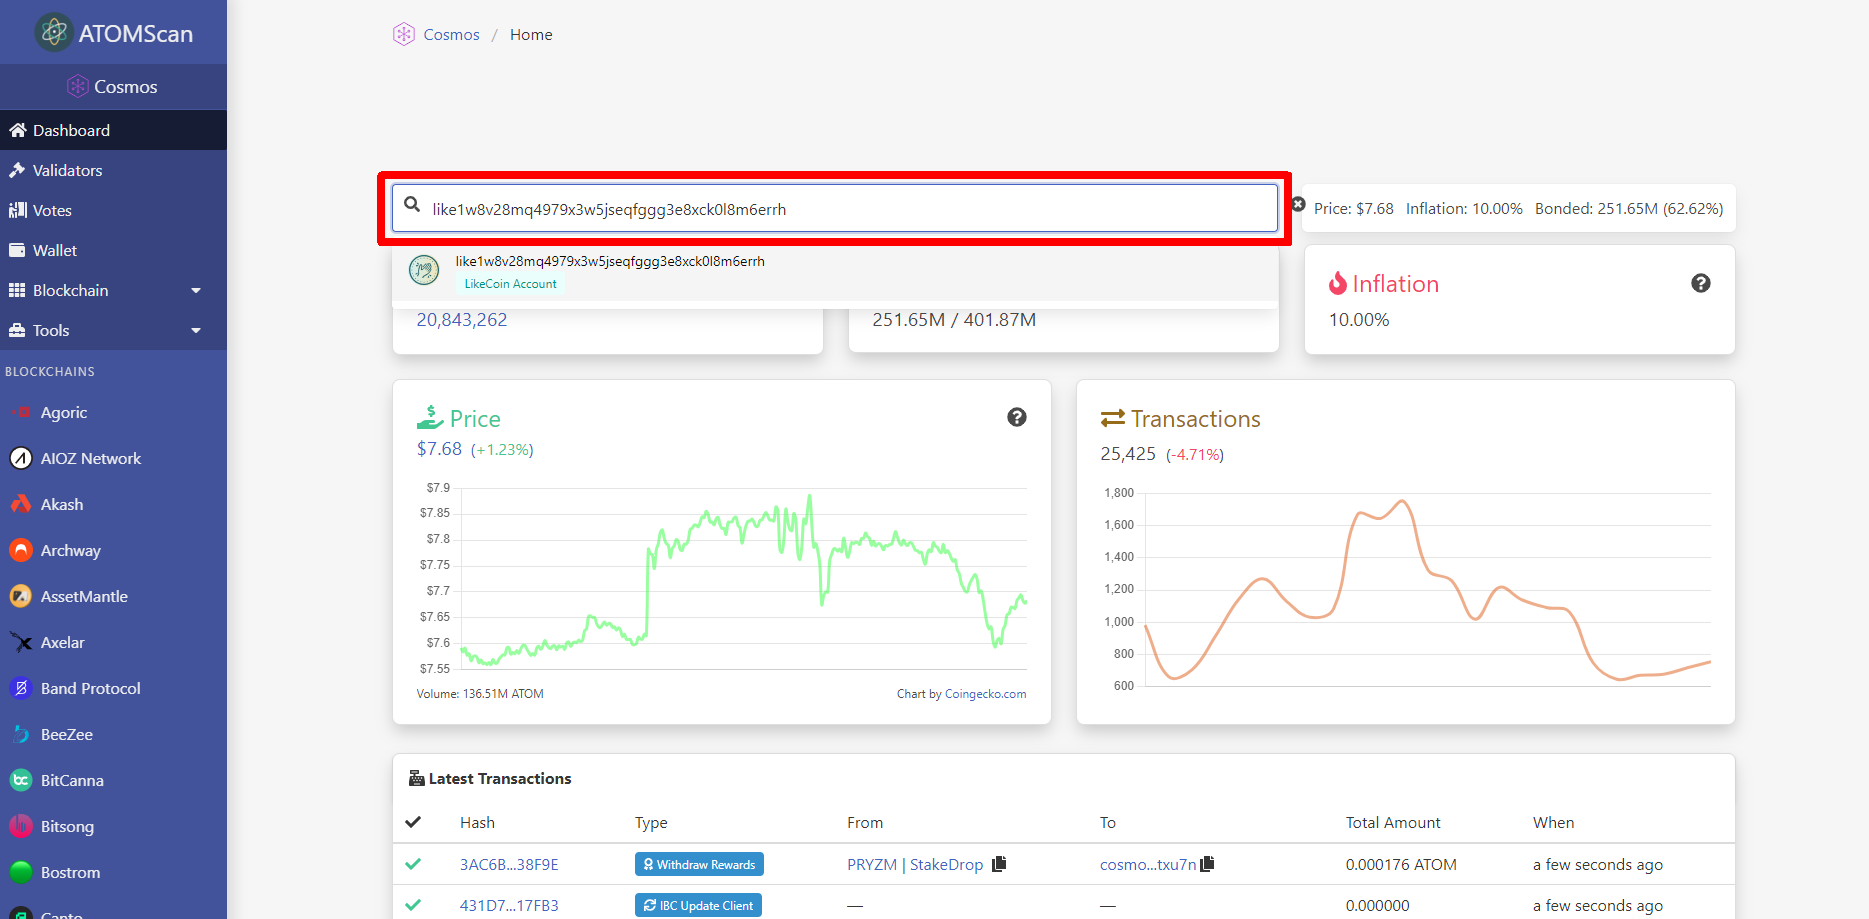 ATOMScan
Cosmos
Dashboard
Validators
Votes
Wallet
Blockchain
Tools
BLOCKCHAINS
Agoric
AIOZ Network
Akash
Archway
AssetMantle
Axelar
Band Protocol
BeeZee
BitCanna
Bitsong
Bostrom
Canto
Cosmos / Home
like1w8v28mq4979x3w5jseqfggg3e8xck0l8m6errh
Price: $7.68 Inflation: 10.00% Bonded: 251.65M (62.62%)
like1w8v28mq4979x3w5jseqfggg3e8xck0l8m6errh
LikeCoin Account
20,843,262
251.65M / 401.87M
Inflation
10.00%
Price
$7.68 (+1.23%)
$7.9
$7.85
$7.8
$7.75
$7.7
$7.65
$7.6
$7.55
Volume: 136.51M ATOM
Chart by Coingecko.com
Transactions
25,425 (-4.71%)
1,800
1,600
1,400
1,200
1,000
800
600
Latest Transactions
Hash Type From To Total Amount When
3AC6B...38F9E Withdraw Rewards PRYZM | StakeDrop cosmo...txu7n 0.000176 ATOM a few seconds ago
431D7...17FB3 IBC Update Client — — 0.000000 a few seconds ago